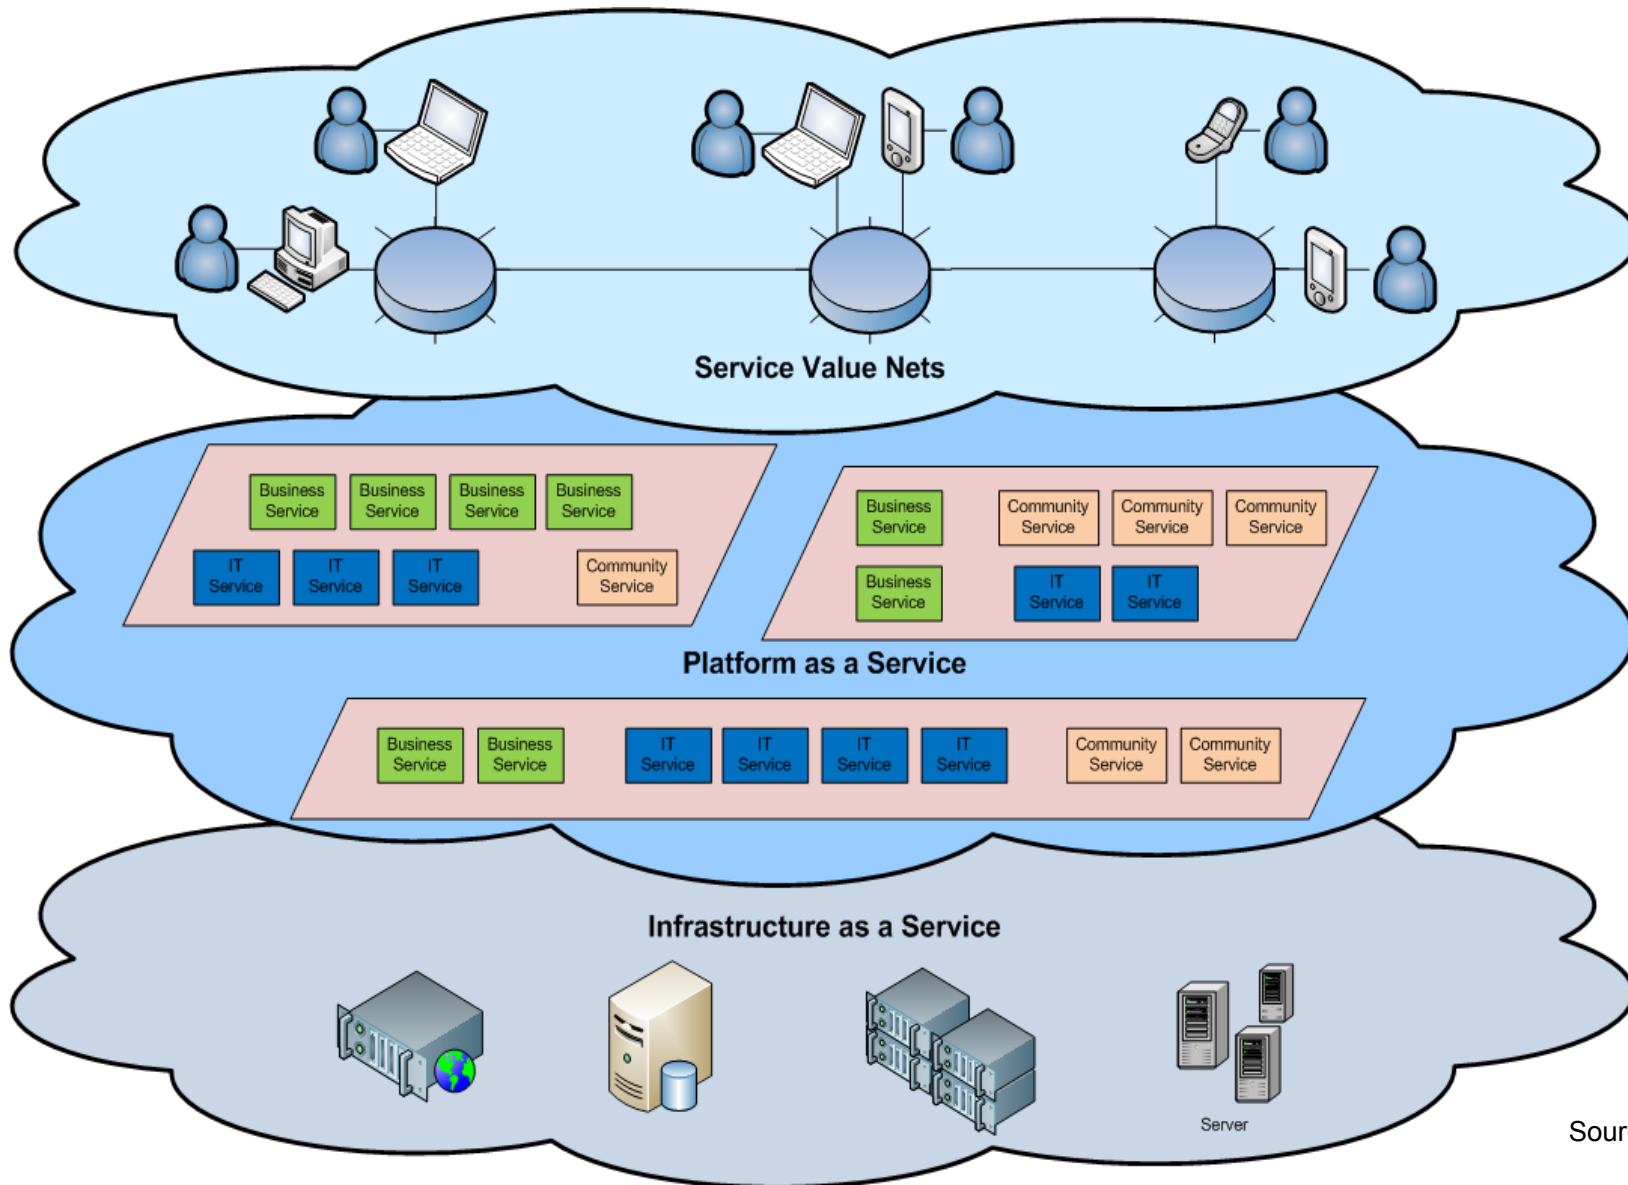 Service Value Nets
Business
Service
Business
Service
Business
Service
Business
Service
IT
Service
IT
Service
IT
Service
Community
Service
Business
Service
Community
Service
Community
Service
Community
Service
Business
Service
IT
Service
IT
Service
Platform as a Service
Business
Service
Business
Service
IT
Service
IT
Service
IT
Service
IT
Service
Community
Service
Community
Service
Infrastructure as a Service
Server